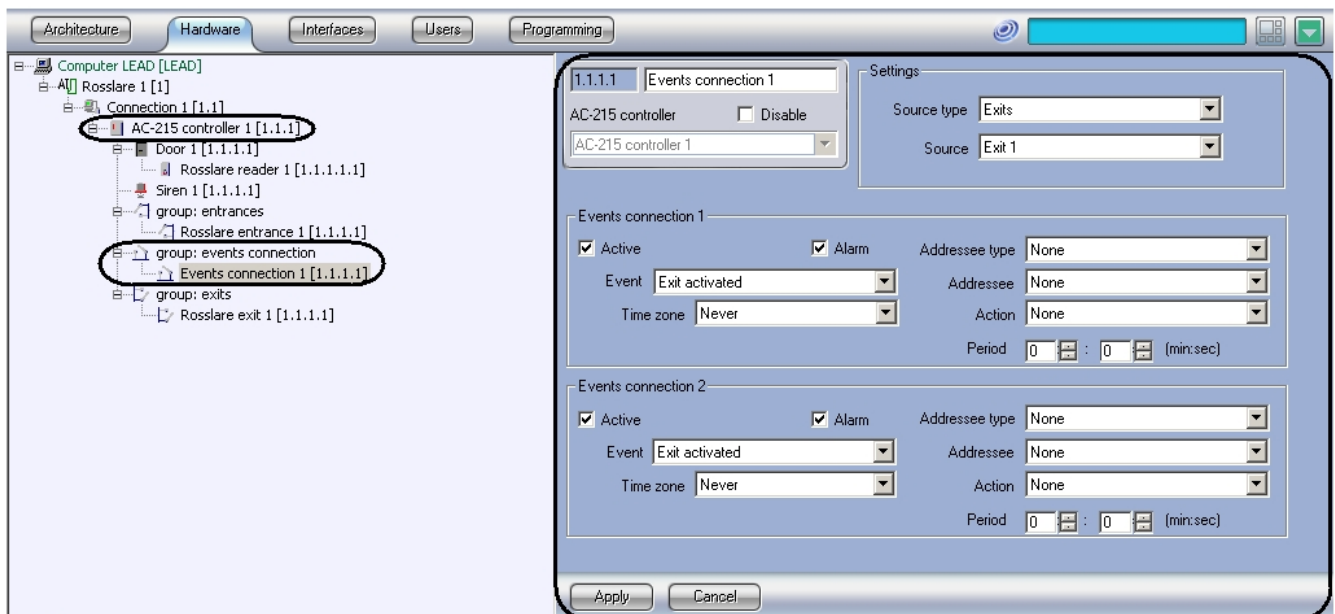 Architecture Hardware Interfaces Users Programming
Computer LEAD [LEAD]
Rosslare 1 [1]
Connection 1 [1.1]
AC-215 controller 1 [1.1.1]
Door 1 [1.1.1.1]
Rosslare reader 1 [1.1.1.1.1]
Siren 1 [1.1.1.1]
group: entrances
Rosslare entrance 1 [1.1.1.1]
group: events connection
Events connection 1 [1.1.1.1]
group: exits
Rosslare exit 1 [1.1.1.1]
1.1.1.1 Events connection 1
AC-215 controller Disable
AC-215 controller 1
Settings
Source type Exits
Source Exit 1
Events connection 1
Active Alarm Addressee type None
Event Exit activated Addressee None
Time zone Never Action None
Period 0 : 0 (min:sec)
Events connection 2
Active Alarm Addressee type None
Event Exit activated Addressee None
Time zone Never Action None
Period 0 : 0 (min:sec)
Apply Cancel